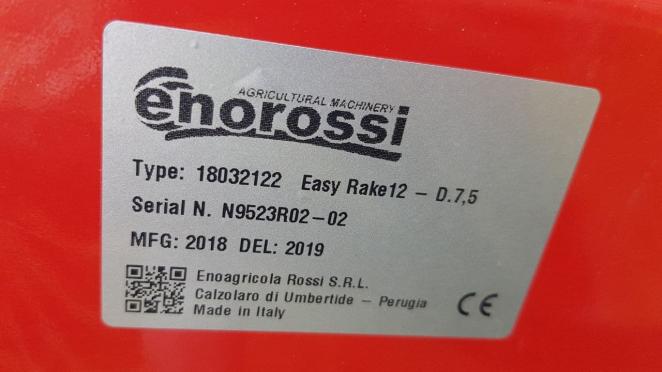 AGRICULTURAL MACHINERY
enorossi
Type: 18032122 Easy Rake12 – D.7,5
Serial N. N9523R02–02
MFG: 2018 DEL: 2019
Enoagricola Rossi S.R.L.
Calzolaro di Umbertide – Perugia
Made in Italy
CE